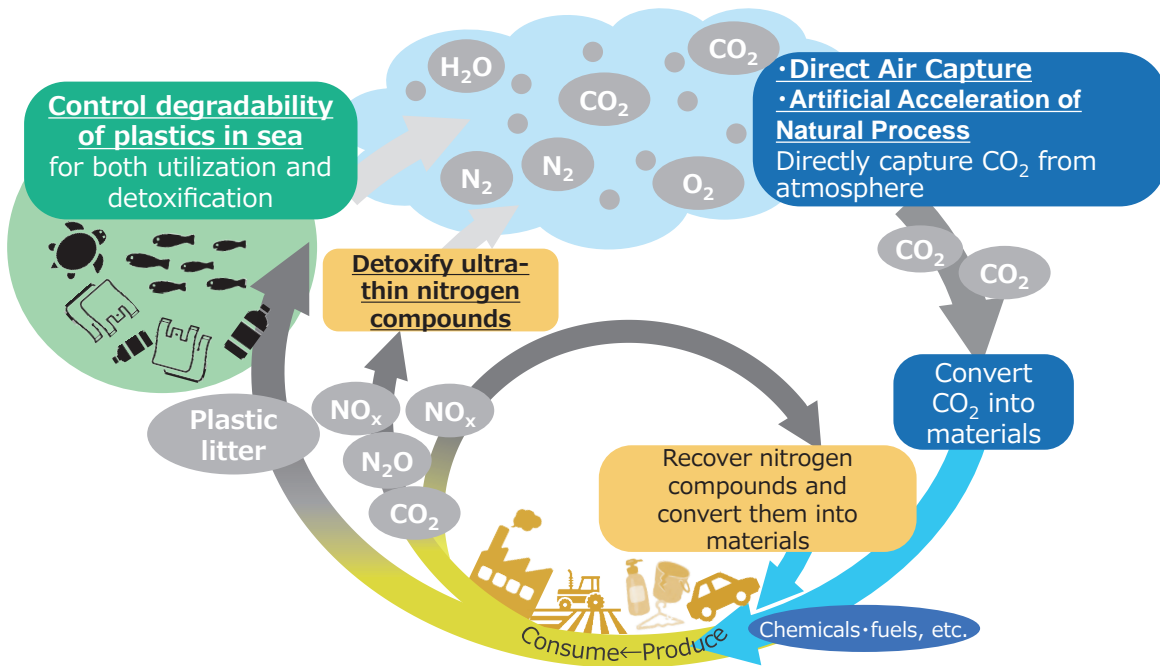 H₂O
CO₂
CO₂
N₂
N₂
O₂
Control degradability
of plastics in sea
for both utilization and
detoxification
・Direct Air Capture
・Artificial Acceleration of
Natural Process
Directly capture CO₂ from
atmosphere
CO₂
CO₂
Detoxify ultra-
thin nitrogen
compounds
Convert
CO₂ into
materials
Plastic
litter
NOₓ
NOₓ
N₂O
CO₂
Recover nitrogen
compounds and
convert them into
materials
Consume←Produce
Chemicals・fuels, etc.